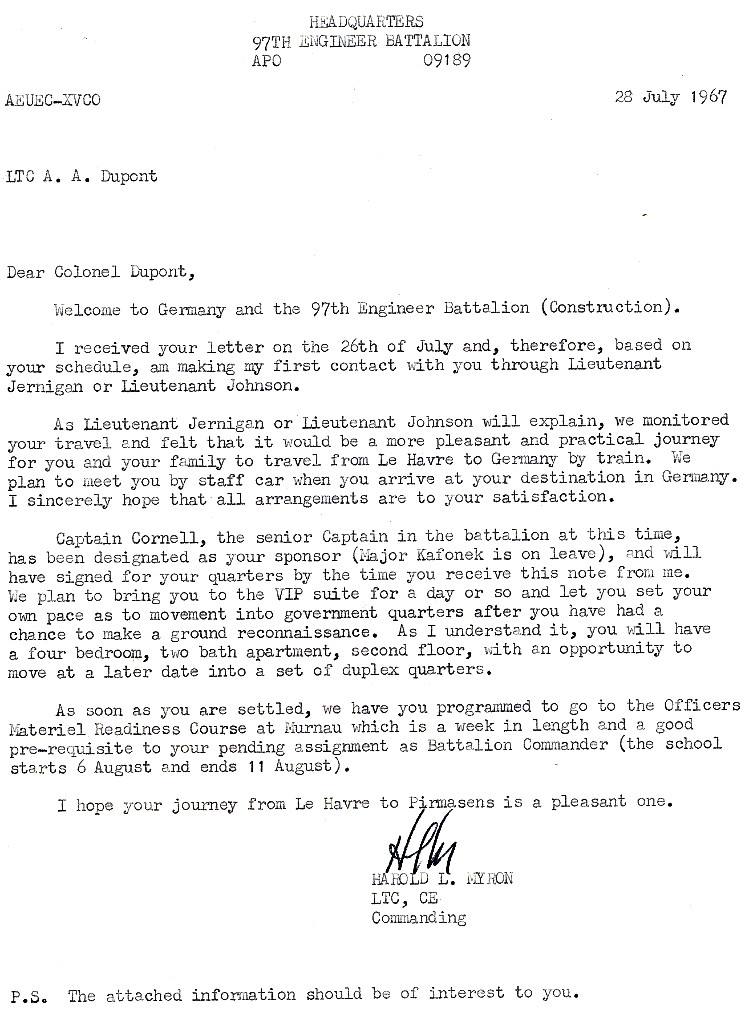 HEADQUARTERS
97TH ENGINEER BATTALION
APO 09189
AEUEC-XVCO 28 July 1967
LTC A. A. Dupont
Dear Colonel Dupont,
Welcome to Germany and the 97th Engineer Battalion (Construction).
I received your letter on the 26th of July and, therefore, based on
your schedule, am making my first contact with you through Lieutenant
Jernigan or Lieutenant Johnson.
As Lieutenant Jernigan or Lieutenant Johnson will explain, we monitored
your travel and felt that it would be a more pleasant and practical journey
for you and your family to travel from Le Havre to Germany by train. We
plan to meet you by staff car when you arrive at your destination in Germany.
I sincerely hope that all arrangements are to your satisfaction.
Captain Cornell, the senior Captain in the battalion at this time,
has been designated as your sponsor (Major Kafonek is on leave), and will
have signed for your quarters by the time you receive this note from me.
We plan to bring you to the VIP suite for a day or so and let you set your
own pace as to movement into government quarters after you have had a
chance to make a ground reconnaissance. As I understand it, you will have
a four bedroom, two bath apartment, second floor, with an opportunity to
move at a later date into a set of duplex quarters.
As soon as you are settled, we have you programmed to go to the Officers
Materiel Readiness Course at Murnau which is a week in length and a good
pre-requisite to your pending assignment as Battalion Commander (the school
starts 6 August and ends 11 August).
I hope your journey from Le Havre to Pirmasens is a pleasant one.
HAROLD L. MYRON
LTC, CE
Commanding
P.S. The attached information should be of interest to you.